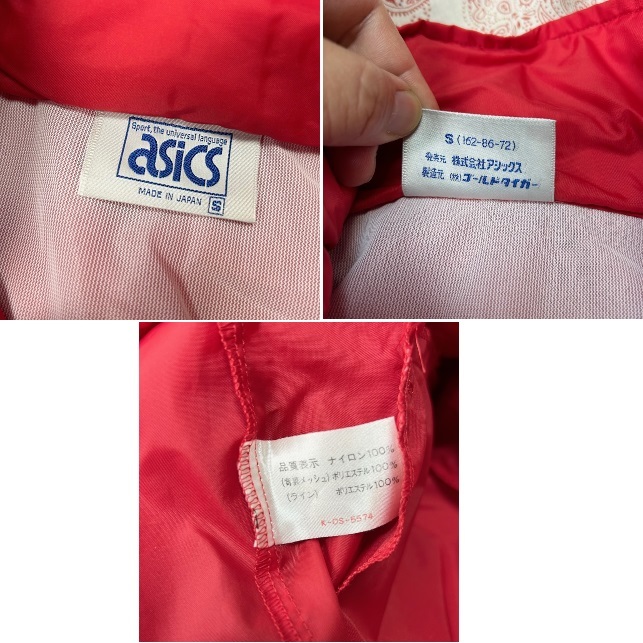 Sport, the universal language
asics
MADE IN JAPAN S
S (162-86-72)
発売元 株式会社アシックス
製造元 (株)ゴールドタイガー
品質表示 ナイロン100%
(背部メッシュ)ポリエステル100%
(ライン) ポリエステル100%
K-OS-5574